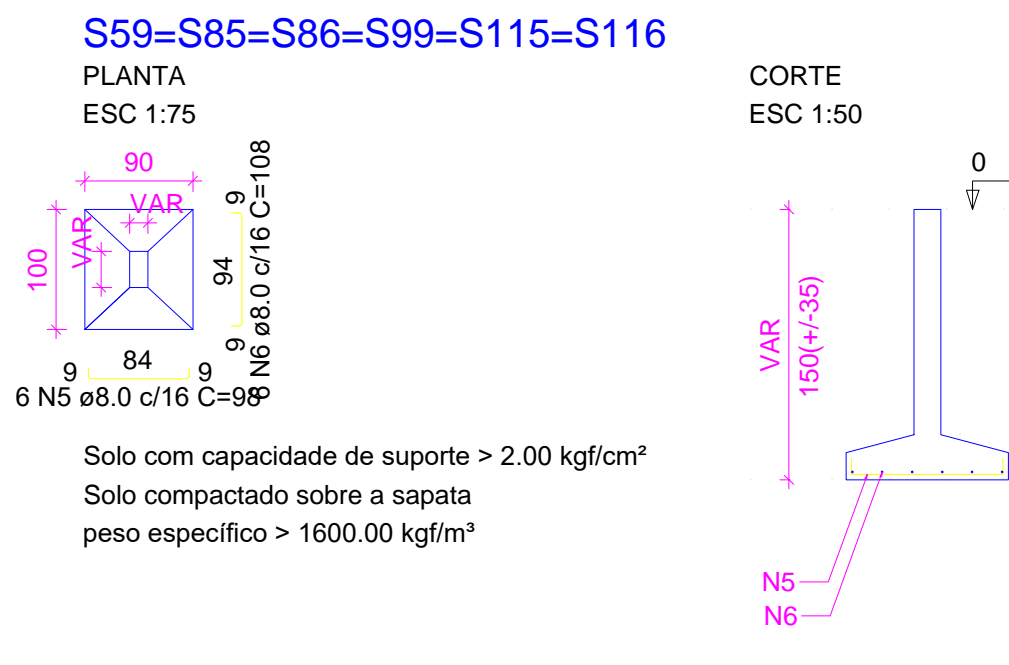 S59=S85=S86=S99=S115=S116
PLANTA
ESC 1:75
CORTE
ESC 1:50
90
VAR
VAR
100
9
94
9
6 N6 ø8.0 c/16 C=108
9
84
9
6 N5 ø8.0 c/16 C=98
0
VAR
150(+/-35)
Solo com capacidade de suporte > 2.00 kgf/cm²
Solo compactado sobre a sapata
peso específico > 1600.00 kgf/m³
N5
N6